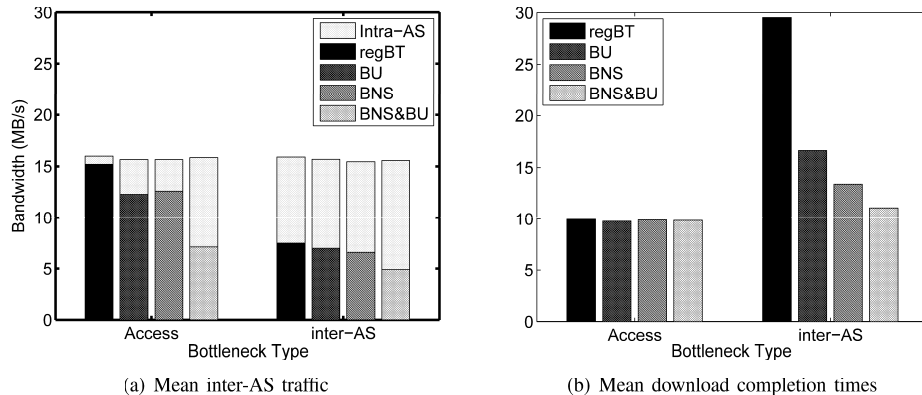 30
25
20
15
10
5
0
Bandwidth (MB/s)
Intra-AS
regBT
BU
BNS
BNS&BU
Access
inter-AS
Bottleneck Type
(a) Mean inter-AS traffic
30
25
20
15
10
5
0
regBT
BU
BNS
BNS&BU
Access
inter-AS
Bottleneck Type
(b) Mean download completion times